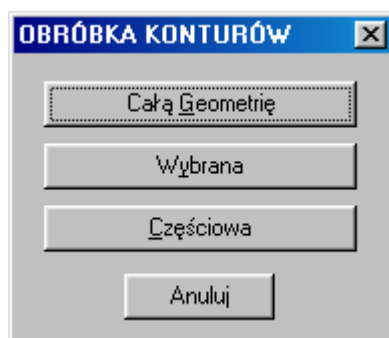 OBRÓBKA KONTURÓW
Całą Geometrię
Wybrana
Częściowa
Anuluj